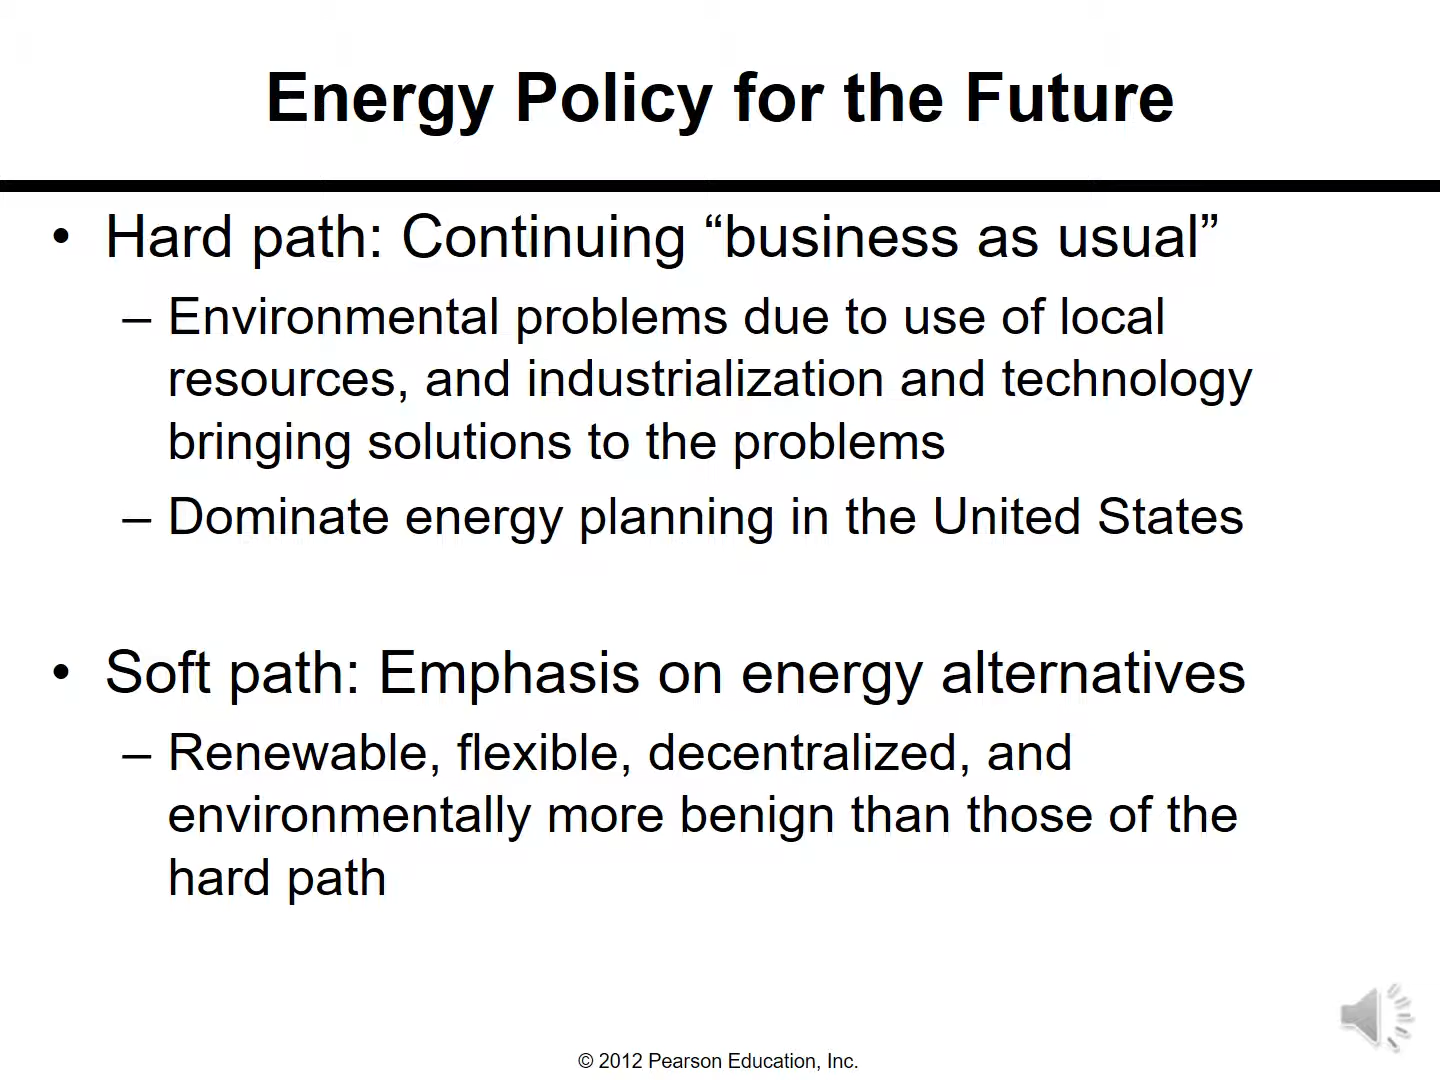 Energy Policy for the Future
• Hard path: Continuing “business as usual”
– Environmental problems due to use of local
resources, and industrialization and technology
bringing solutions to the problems
– Dominate energy planning in the United States
• Soft path: Emphasis on energy alternatives
– Renewable, flexible, decentralized, and
environmentally more benign than those of the
hard path
© 2012 Pearson Education, Inc.